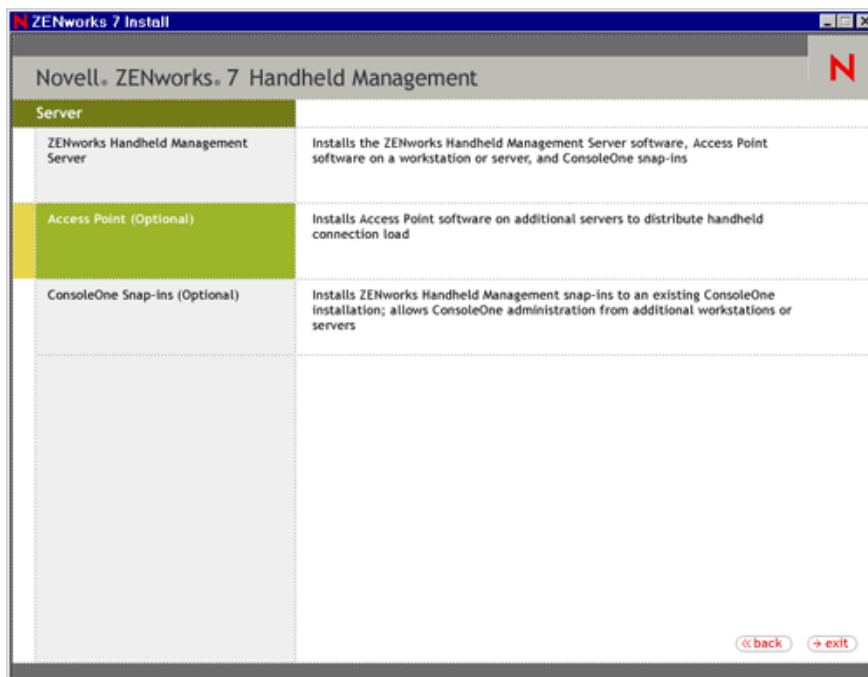 N ZENworks 7 Install
Novell® ZENworks® 7 Handheld Management
N
Server
ZENworks Handheld Management
Server
Installs the ZENworks Handheld Management Server software, Access Point
software on a workstation or server, and ConsoleOne snap-ins
Access Point (Optional)
Installs Access Point software on additional servers to distribute handheld
connection load
ConsoleOne Snap-ins (Optional)
Installs ZENworks Handheld Management snap-ins to an existing ConsoleOne
installation; allows ConsoleOne administration from additional workstations or
servers
back
exit